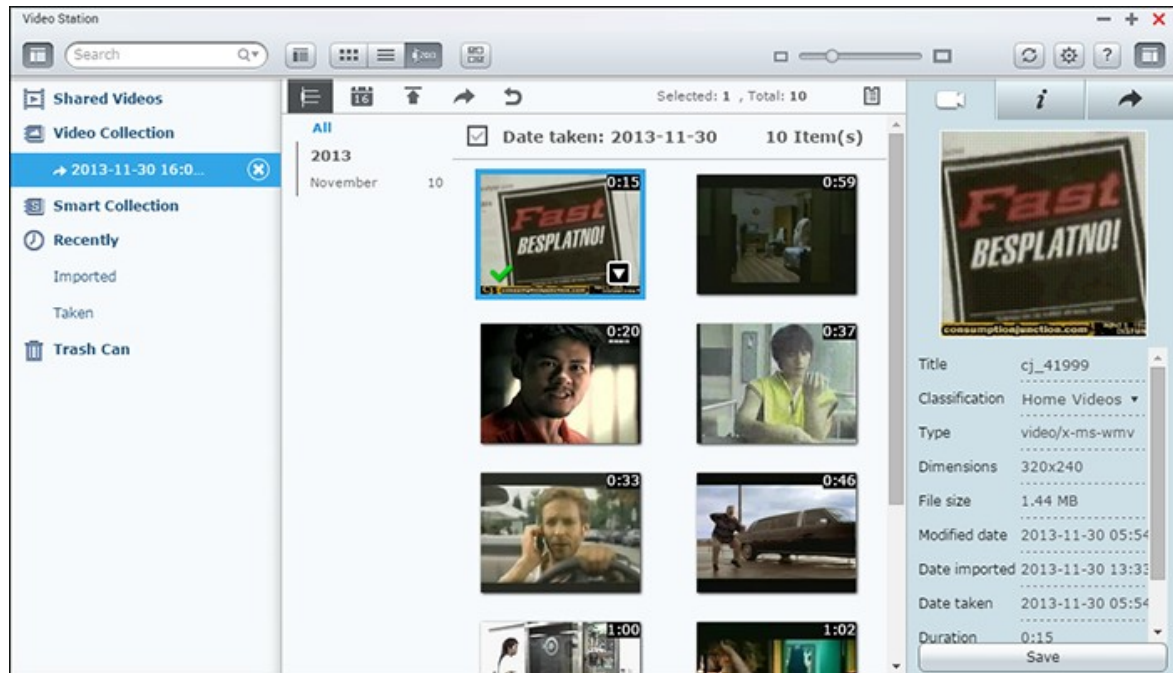 Video Station
Search
Selected: 1 , Total: 10
Shared Videos
Video Collection
2013-11-30 16:0...
Smart Collection
Recently
Imported
Taken
Trash Can
16
All
2013
November 10
Date taken: 2013-11-30 10 Item(s)
0:15
Fast
BESPLATNO!
consumptionjunction.com
0:59
0:20
0:37
0:33
0:46
1:00
1:02
Fast
BESPLATNO!
consumptionjunction.com
Title cj_41999
Classification Home Videos
Type video/x-ms-wmv
Dimensions 320x240
File size 1.44 MB
Modified date 2013-11-30 05:54
Date imported 2013-11-30 13:33
Date taken 2013-11-30 05:54
Duration 0:15
Save